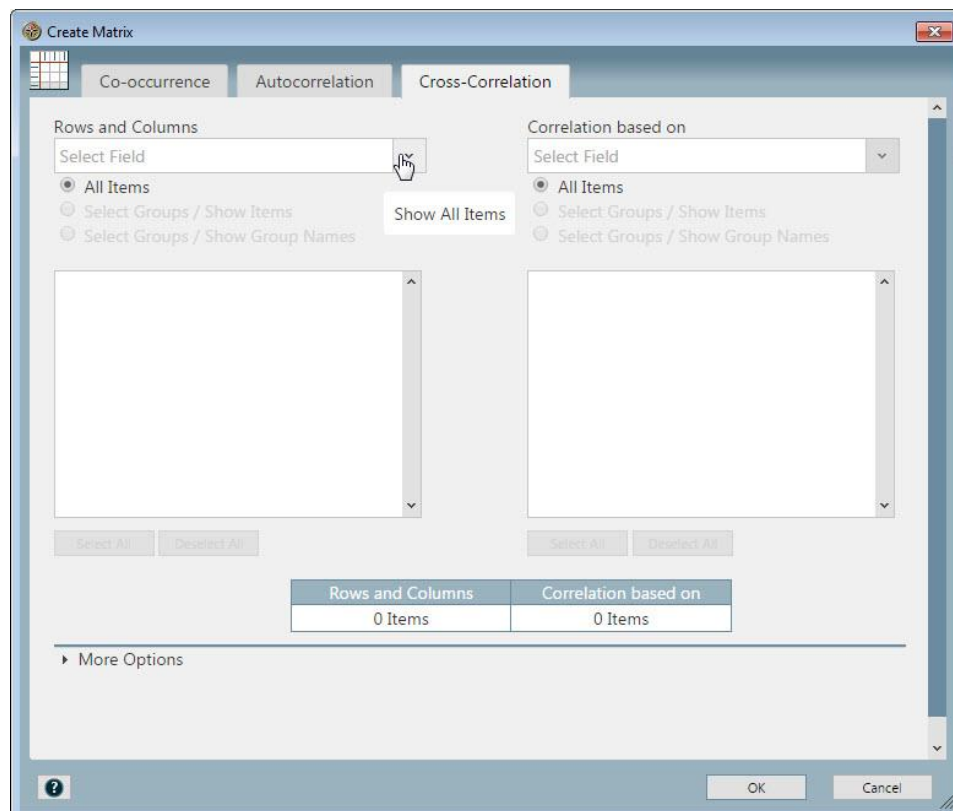 Create Matrix
Co-occurrence Autocorrelation Cross-Correlation
Rows and Columns
Select Field
All Items
Select Groups / Show Items
Select Groups / Show Group Names
Show All Items
Correlation based on
Select Field
All Items
Select Groups / Show Items
Select Groups / Show Group Names
Select All Deselect All
Select All Deselect All
Rows and Columns Correlation based on
0 Items 0 Items
More Options
?
OK Cancel